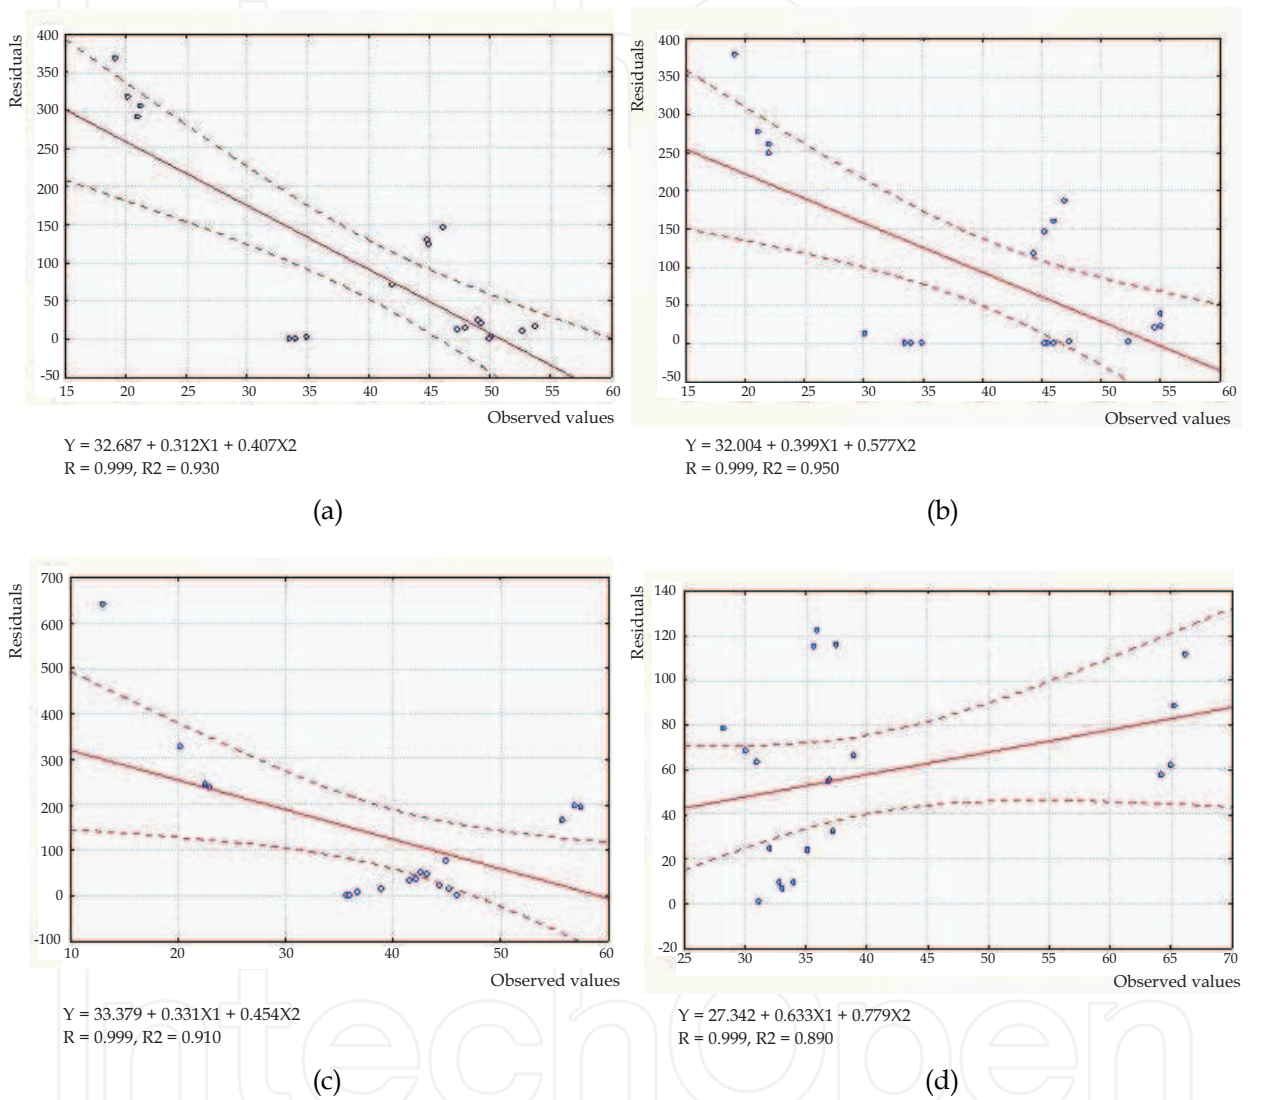 Residuals
400
350
300
250
200
150
100
50
0
-50
15 20 25 30 35 40 45 50 55 60
Observed values
Y = 32.687 + 0.312X1 + 0.407X2
R = 0.999, R2 = 0.930
(a)
Residuals
400
350
300
250
200
150
100
50
0
-50
15 20 25 30 35 40 45 50 55 60
Observed values
Y = 32.004 + 0.399X1 + 0.577X2
R = 0.999, R2 = 0.950
(b)
Residuals
700
600
500
400
300
200
100
0
-100
10 20 30 40 50 60
Observed values
Y = 33.379 + 0.331X1 + 0.454X2
R = 0.999, R2 = 0.910
(c)
Residuals
140
120
100
80
60
40
20
0
-20
25 30 35 40 45 50 55 60 65 70
Observed values
Y = 27.342 + 0.633X1 + 0.779X2
R = 0.999, R2 = 0.890
(d)
IntechOpen